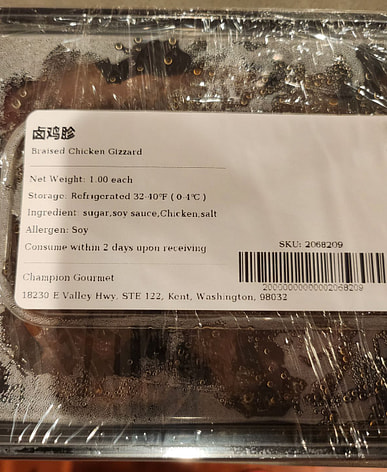 卤鸡胗
Braised Chicken Gizzard
Net Weight: 1.00 each
Storage: Refrigerated 32-40°F ( 0-4°C )
Ingredient: sugar,soy sauce,Chicken,salt
Allergen: Soy
Consume within 2 days upon receiving
SKU: 2068209
20000000000002068209
Champion Gourmet
18230 E Valley Hwy, STE 122, Kent, Washington, 98032